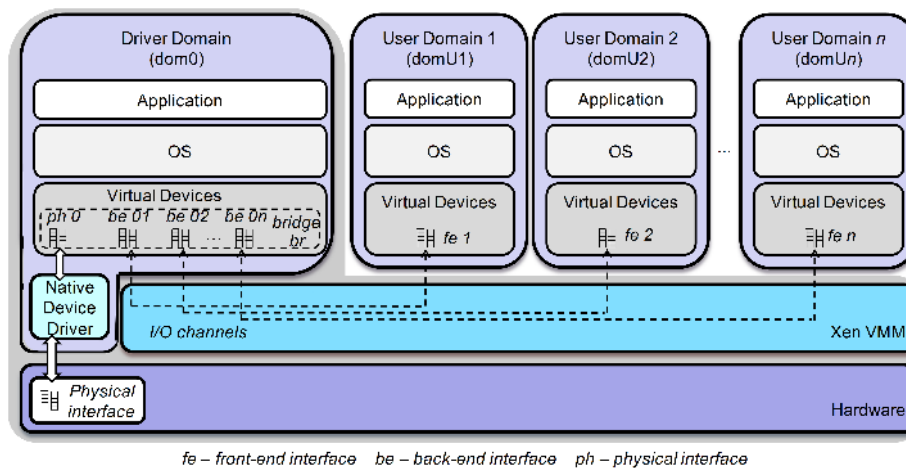 Driver Domain
(dom0)
Application
OS
Virtual Devices
ph 0 be 01 be 02 ... be 0n bridge
br
Native
Device
Driver
User Domain 1
(domU1)
Application
OS
Virtual Devices
fe 1
User Domain 2
(domU2)
Application
OS
Virtual Devices
fe 2
...
User Domain n
(domUn)
Application
OS
Virtual Devices
fe n
I/O channels
Xen VMM
Physical
interface
Hardware
fe – front-end interface be – back-end interface ph – physical interface